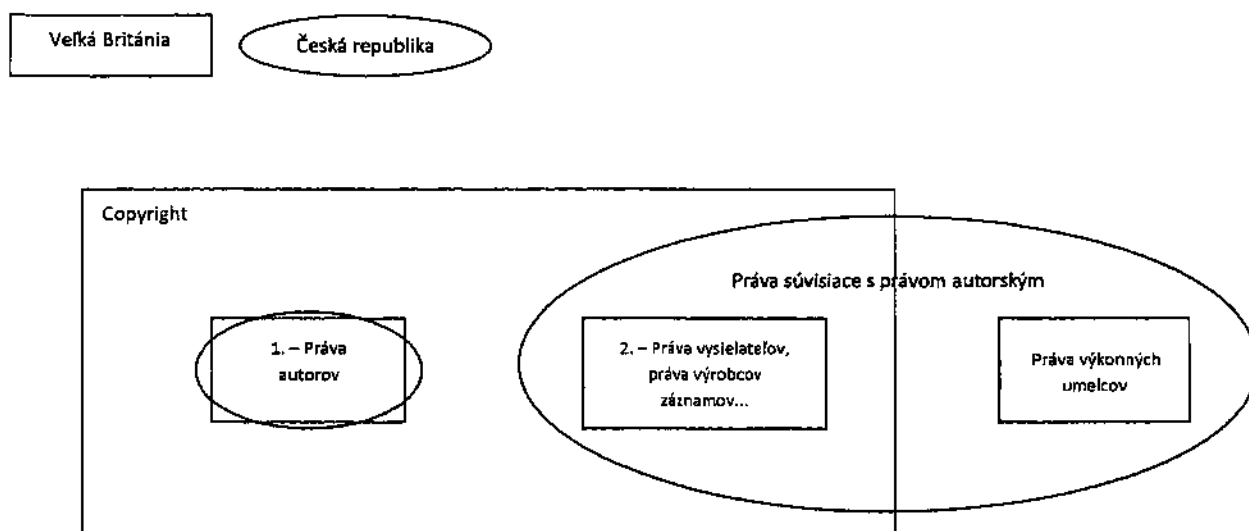 Veľká Británia
Česká republika
Copyright
Práva súvisiace s právom autorským
1. – Práva
autorov
2. – Práva vysielateľov,
práva výrobcov
záznamov...
Práva výkonných
umelcov